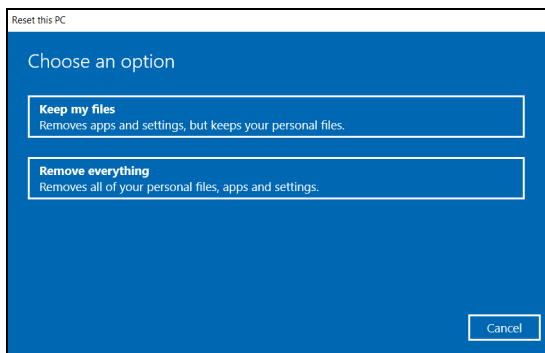 Reset this PC
Choose an option
Keep my files
Removes apps and settings, but keeps your personal files.
Remove everything
Removes all of your personal files, apps and settings.
Cancel